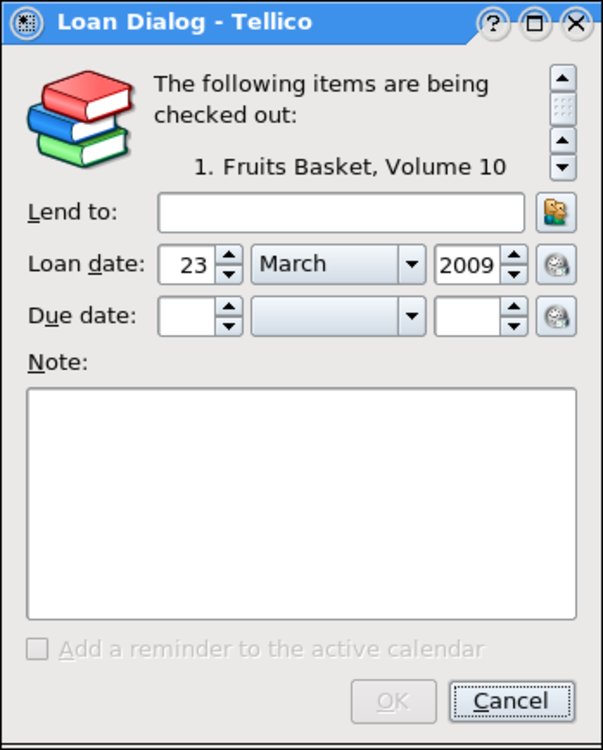 Loan Dialog - Tellico
The following items are being
checked out:
1. Fruits Basket, Volume 10
Lend to:
Loan date: 23 March 2009
Due date:
Note:
Add a reminder to the active calendar
OK Cancel